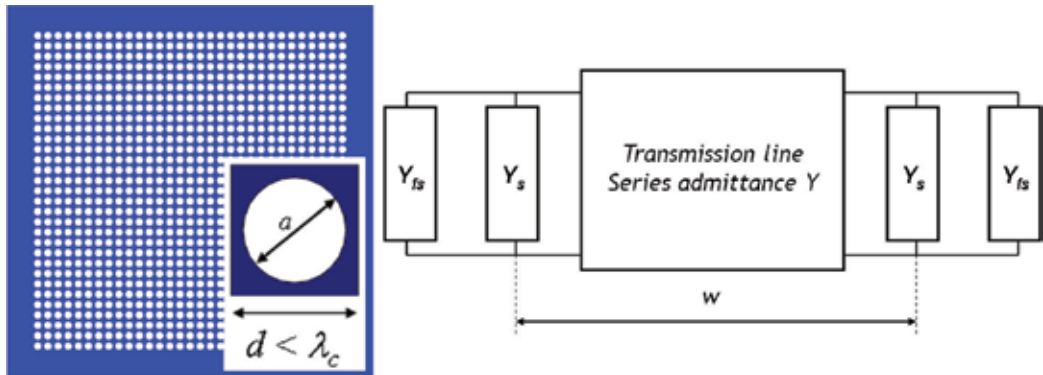 a
d < λc
Yfs
Ys
Transmission line
Series admittance Y
Ys
Yfs
w